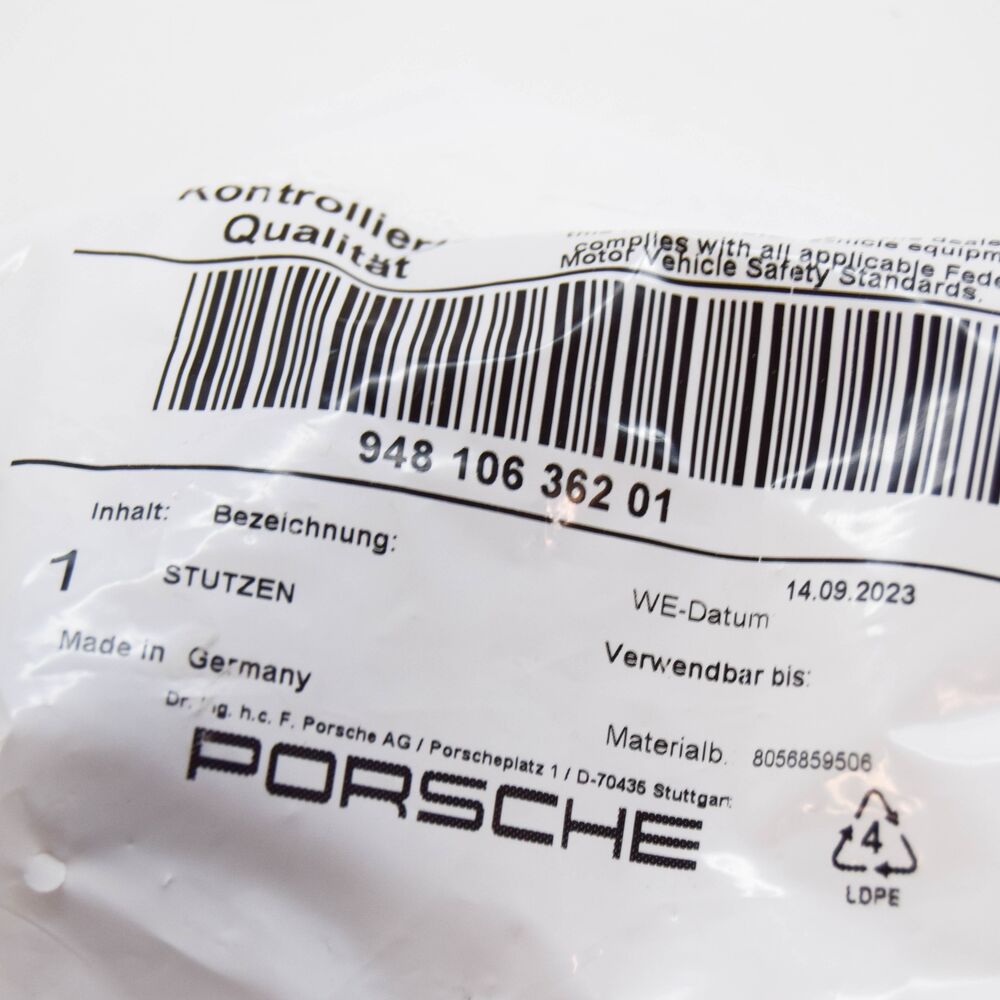 Qualität
complies with all applicable
Motor Vehicle Safety Standards.
948 106 362 01
Inhalt: Bezeichnung:
1 STUTZEN
WE-Datum 14.09.2023
Made in Germany
Verwendbar bis:
h.c. F. Porsche AG / Porscheplatz 1 / D-70435 Stuttgart
Materialb. 8056859506
PORSCHE
4
LDPE